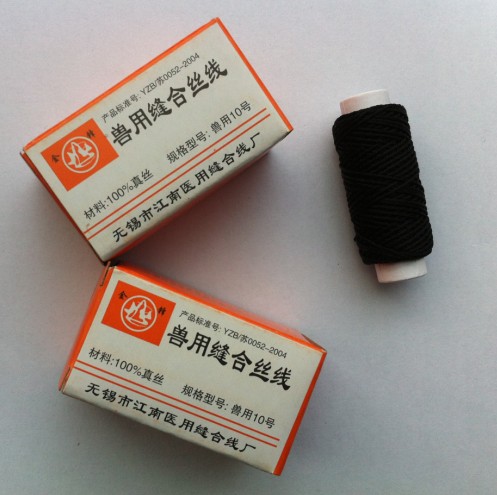 产品标准号: YZB/苏0052-2004
兽用缝合丝线
材料:100%真丝 规格型号: 兽用10号
无锡市江南医用缝合线厂
产品标准号: YZB/苏0052-2004
兽用缝合丝线
材料:100%真丝 规格型号: 兽用10号
无锡市江南医用缝合线厂